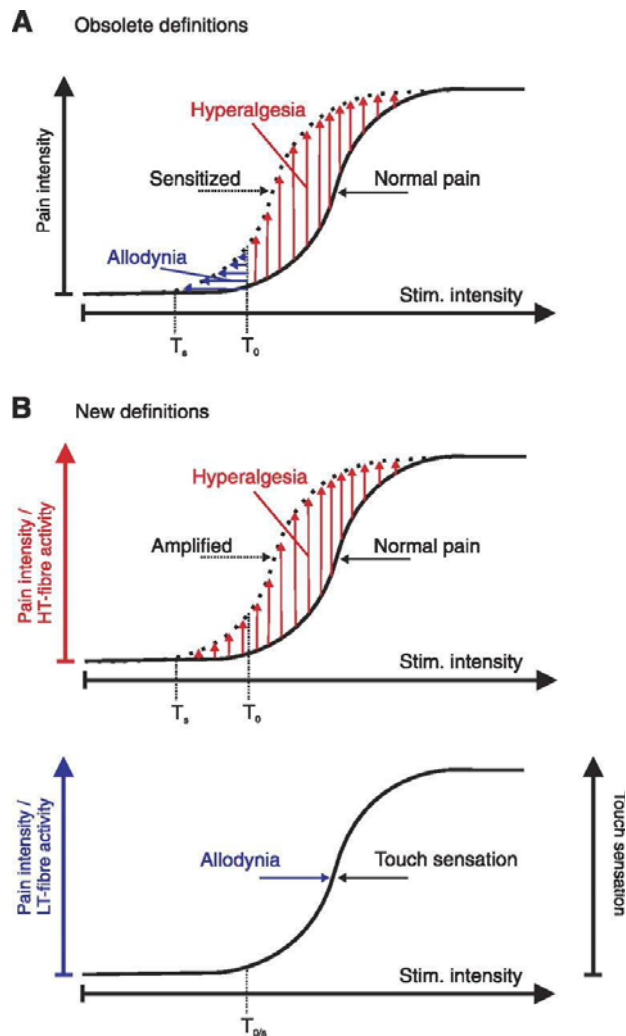 A
Obsolete definitions
Pain intensity
Hyperalgesia
Sensitized
Normal pain
Allodynia
Stim. intensity
Ts
T0
B
New definitions
Pain intensity /
HT-fibre activity
Hyperalgesia
Amplified
Normal pain
Stim. intensity
Ts
T0
Pain intensity /
LT-fibre activity
Allodynia
Touch sensation
Touch sensation
Stim. intensity
T0/s